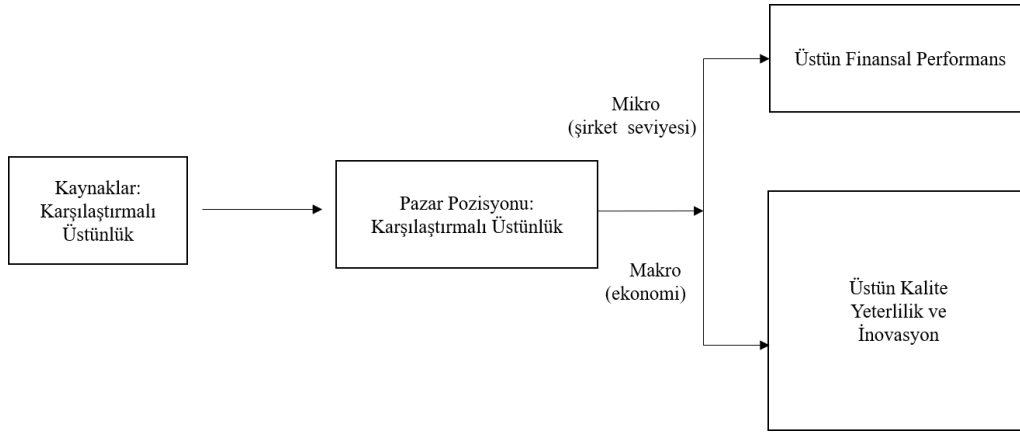 Kaynaklar:
Karşılaştırmalı
Üstünlük
Pazar Pozisyonu:
Karşılaştırmalı Üstünlük
Mikro
(şirket seviyesi)
Makro
(ekonomi)
Üstün Finansal Performans
Üstün Kalite
Yeterlilik ve
İnovasyon